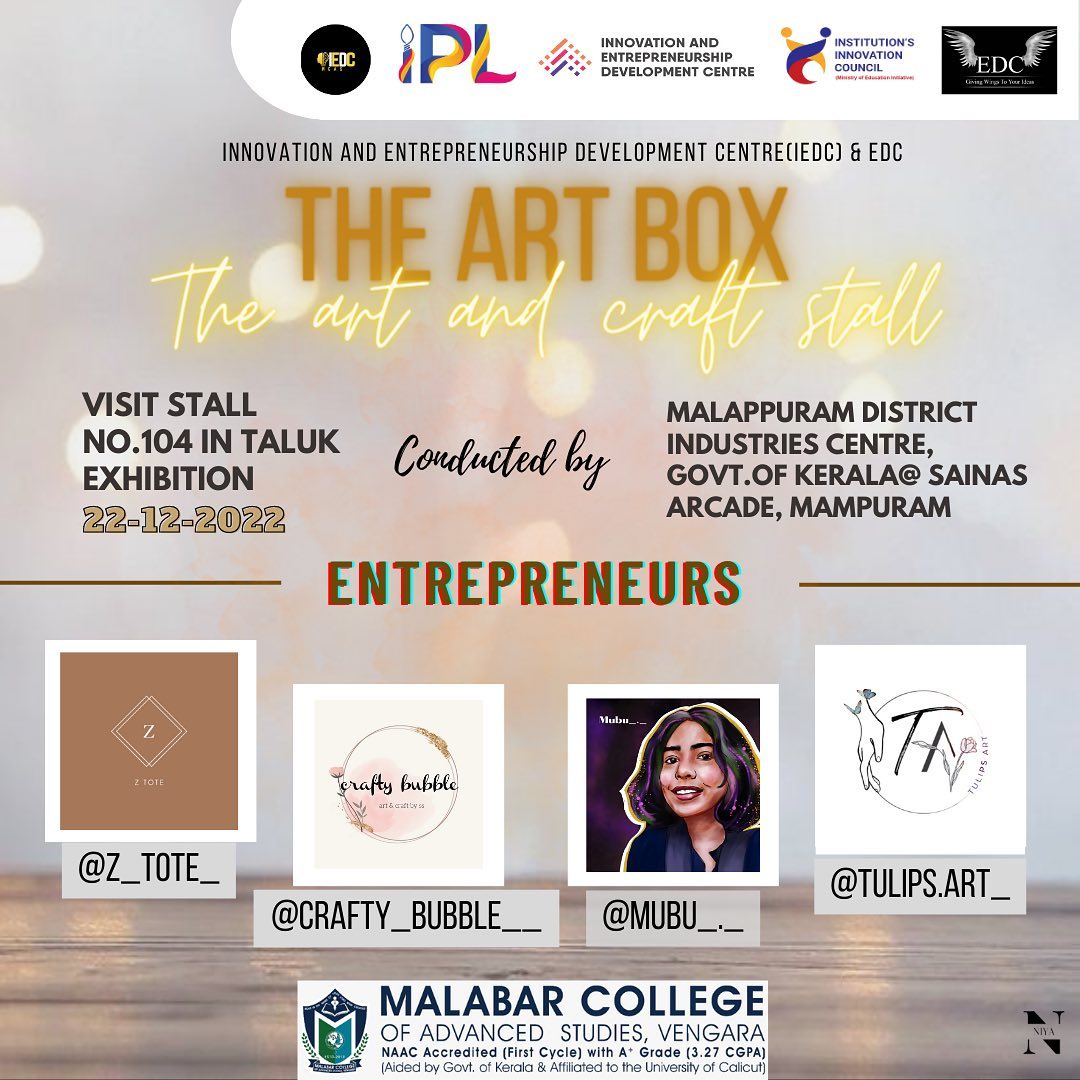 IEDC
MCAS
iPL
INNOVATION AND
ENTREPRENEURSHIP
DEVELOPMENT CENTRE
INSTITUTION'S
INNOVATION
COUNCIL
(Ministry of Education Initiative)
EDC
Giving Wings To Your Ideas
INNOVATION AND ENTREPRENEURSHIP DEVELOPMENT CENTRE(IEDC) & EDC
THE ART BOX
The art and craft stall
VISIT STALL
NO.104 IN TALUK
EXHIBITION
22-12-2022
Conducted by
MALAPPURAM DISTRICT
INDUSTRIES CENTRE,
GOVT.OF KERALA@ SAINAS
ARCADE, MAMPURAM
ENTREPRENEURS
Z
Z TOTE
@Z_TOTE_
crafty bubble
art & craft by ss
@CRAFTY_BUBBLE__
Mubu_._
@MUBU_._
TA
TULIPS ART
@TULIPS.ART_
MALABAR COLLEGE
MALABAR COLLEGE
OF ADVANCED STUDIES, VENGARA
NAAC Accredited (First Cycle) with A+ Grade (3.27 CGPA)
(Aided by Govt. of Kerala & Affiliated to the University of Calicut)
N
NIYA